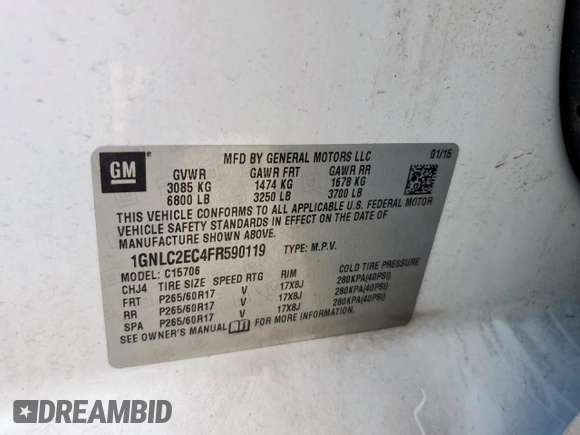 GM
MFD BY GENERAL MOTORS LLC 01/15
GVWR GAWR FRT GAWR RR
3085 KG 1474 KG 1678 KG
6800 LB 3250 LB 3700 LB
THIS VEHICLE CONFORMS TO ALL APPLICABLE U.S. FEDERAL MOTOR
VEHICLE SAFETY STANDARDS IN EFFECT ON THE DATE OF
MANUFACTURE SHOWN ABOVE.
1GNLC2EC4FR590119 TYPE: M.P.V.
MODEL: C15706
CHJ4 TIRE SIZE SPEED RTG RIM COLD TIRE PRESSURE
FRT P265/60R17 V 17X8J 280KPA(40PSI)
RR P265/60R17 V 17X8J 280KPA(40PSI)
SPA P265/60R17 V 17X8J 280KPA(40PSI)
SEE OWNER'S MANUAL FOR MORE INFORMATION.
DREAMBID